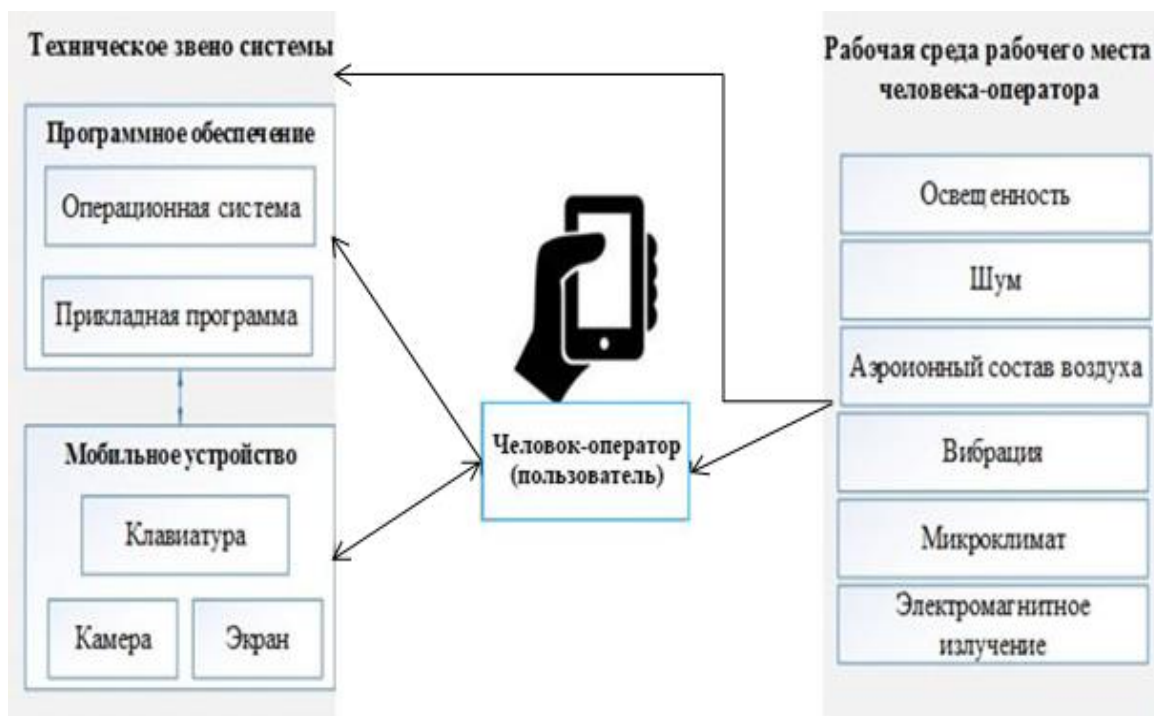 Техническое звено системы
Программное обеспечение
Операционная система
Прикладная программа
Мобильное устройство
Клавиатура
Камера
Экран
Человок-оператор
(пользователь)
Рабочая среда рабочего места
человека-оператора
Освещенность
Шум
Аэроионный состав воздуха
Вибрация
Микроклимат
Электромагнитное
излучение